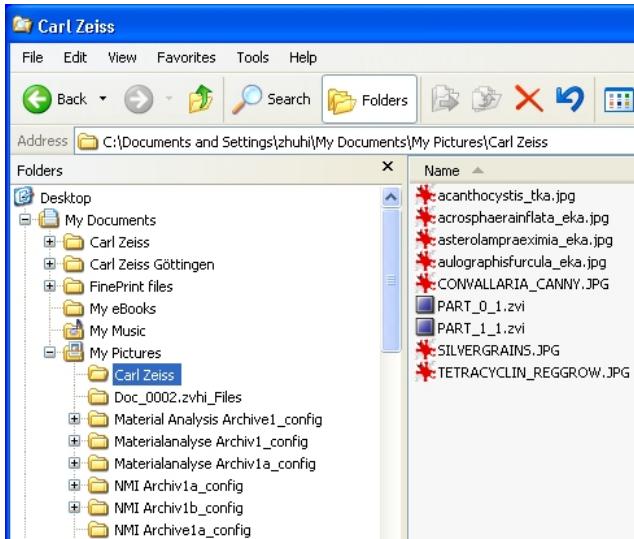 Carl Zeiss
File Edit View Favorites Tools Help
Back Search Folders
Address C:\Documents and Settings\zhuhi\My Documents\My Pictures\Carl Zeiss
Folders x Name
Desktop
My Documents
Carl Zeiss
Carl Zeiss Göttingen
FinePrint files
My eBooks
My Music
My Pictures
Carl Zeiss
Doc_0002.zvhi_Files
Material Analysis Archive1_config
Materialanalyse Archiv1_config
Materialanalyse Archiv1a_config
NMI Archiv1a_config
NMI Archiv1b_config
NMI Archive1a_config
acanthocystis_tka.jpg
acrosphaerainflata_eka.jpg
asterolampraeximia_eka.jpg
aulographisfurcula_eka.jpg
CONVALLARIA_CANNY.JPG
PART_0_1.zvi
PART_1_1.zvi
SILVERGRAINS.JPG
TETRACYCLIN_REGGROW.JPG